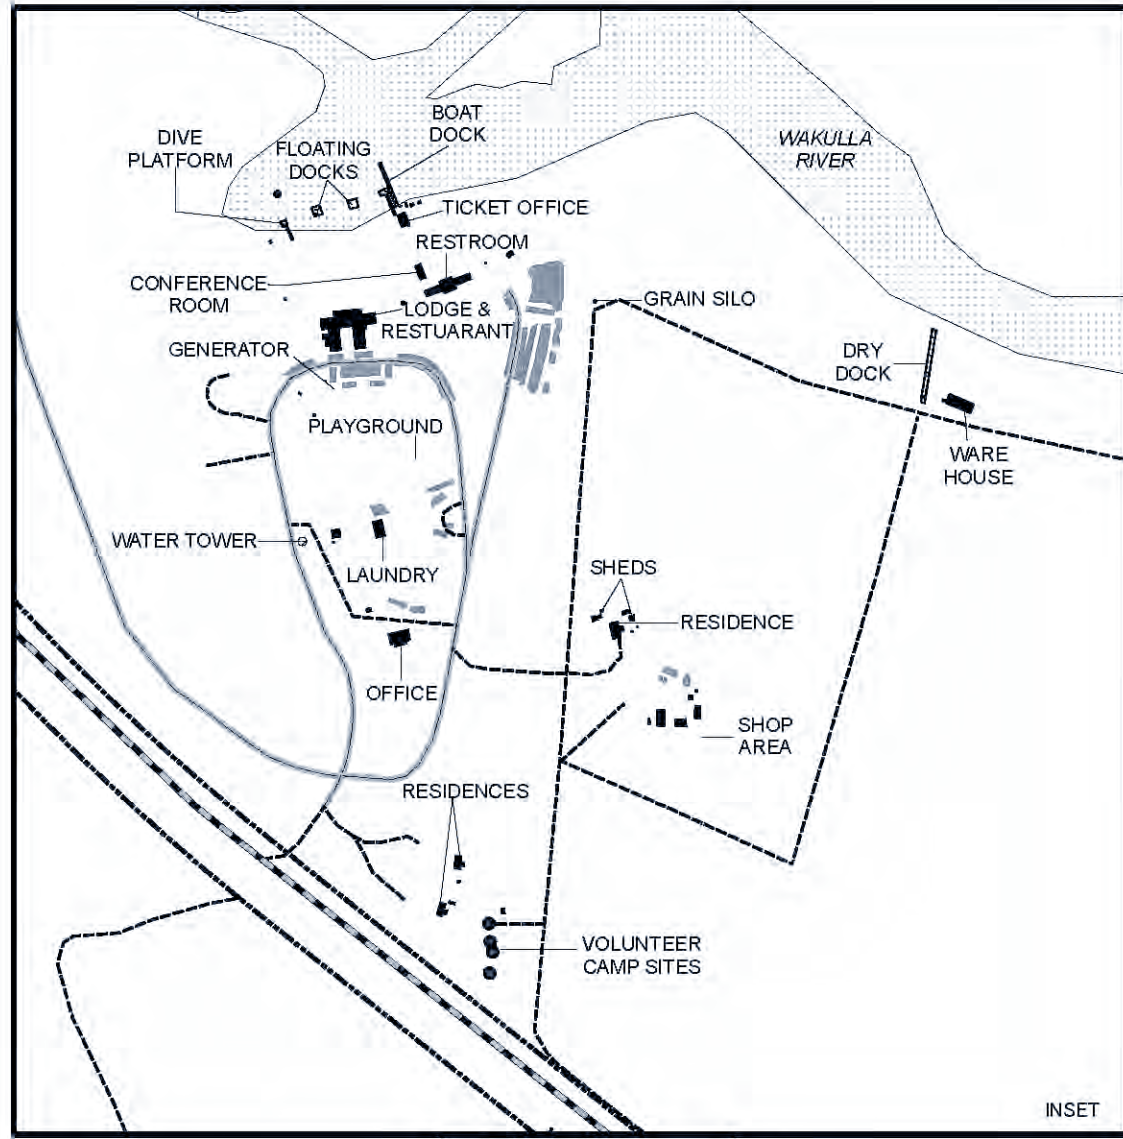 BOAT
DOCK
DIVE
PLATFORM
FLOATING
DOCKS
WAKULLA
RIVER
TICKET OFFICE
RESTROOM
CONFERENCE
ROOM
GRAIN SILO
LODGE &
RESTUARANT
GENERATOR
DRY
DOCK
PLAYGROUND
WARE
HOUSE
WATER TOWER
LAUNDRY
SHEDS
RESIDENCE
OFFICE
SHOP
AREA
RESIDENCES
VOLUNTEER
CAMP SITES
INSET